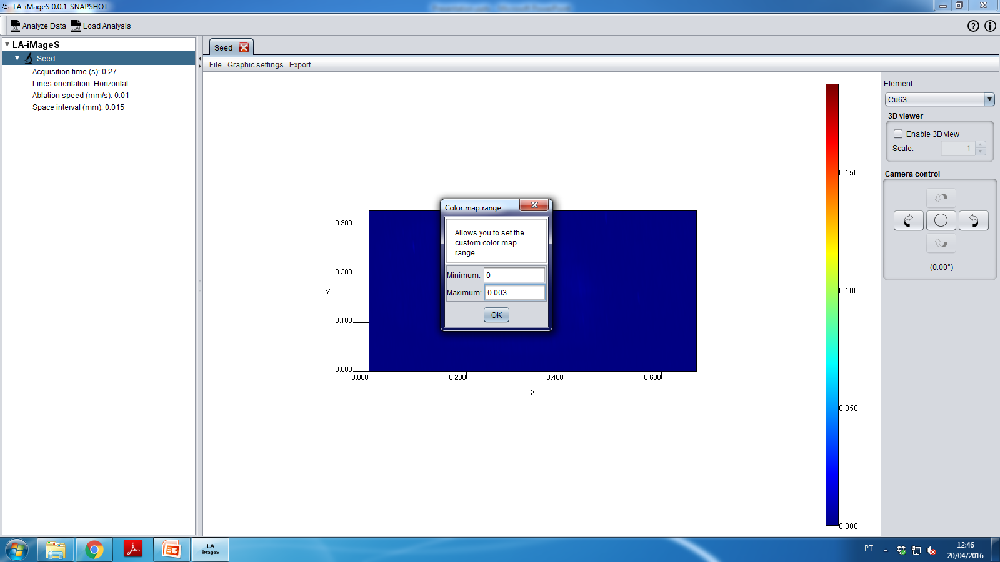 LA-iMageS 0.0.1-SNAPSHOT
Analyze Data
Load Analysis
LA-iMageS
Seed
Acquisition time (s): 0.27
Lines orientation: Horizontal
Ablation speed (mm/s): 0.01
Space interval (mm): 0.015
Seed
File Graphic settings Export...
0.300
0.200
Y
0.100
0.000
0.000 0.200 0.400 0.600
X
Color map range
Allows you to set the
custom color map
range.
Minimum: 0
Maximum: 0.003
OK
0.150
0.100
0.050
0.000
Element:
Cu63
3D viewer
Enable 3D view
Scale: 1
Camera control
(0.00°)
LA
iMageS
PT
12:46
20/04/2016